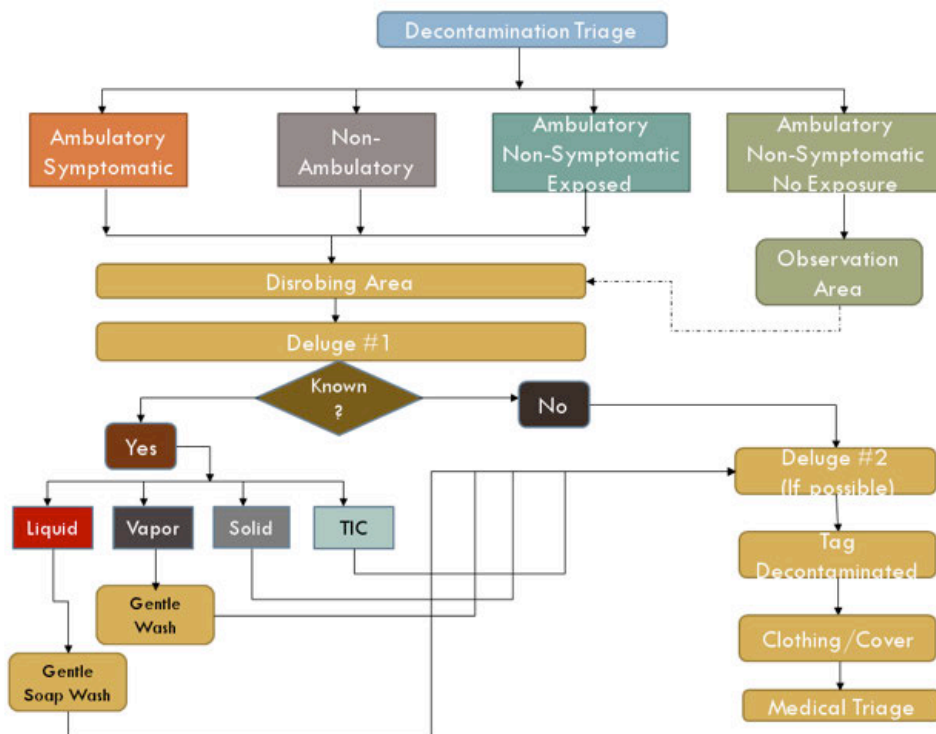 Decontamination Triage
Ambulatory
Symptomatic
Non-
Ambulatory
Ambulatory
Non-Symptomatic
Exposed
Ambulatory
Non-Symptomatic
No Exposure
Observation
Area
Disrobing Area
Deluge #1
Known
?
No
Yes
Deluge #2
(If possible)
Liquid
Vapor
Solid
TIC
Tag
Decontaminated
Gentle
Wash
Clothing/Cover
Gentle
Soap Wash
Medical Triage